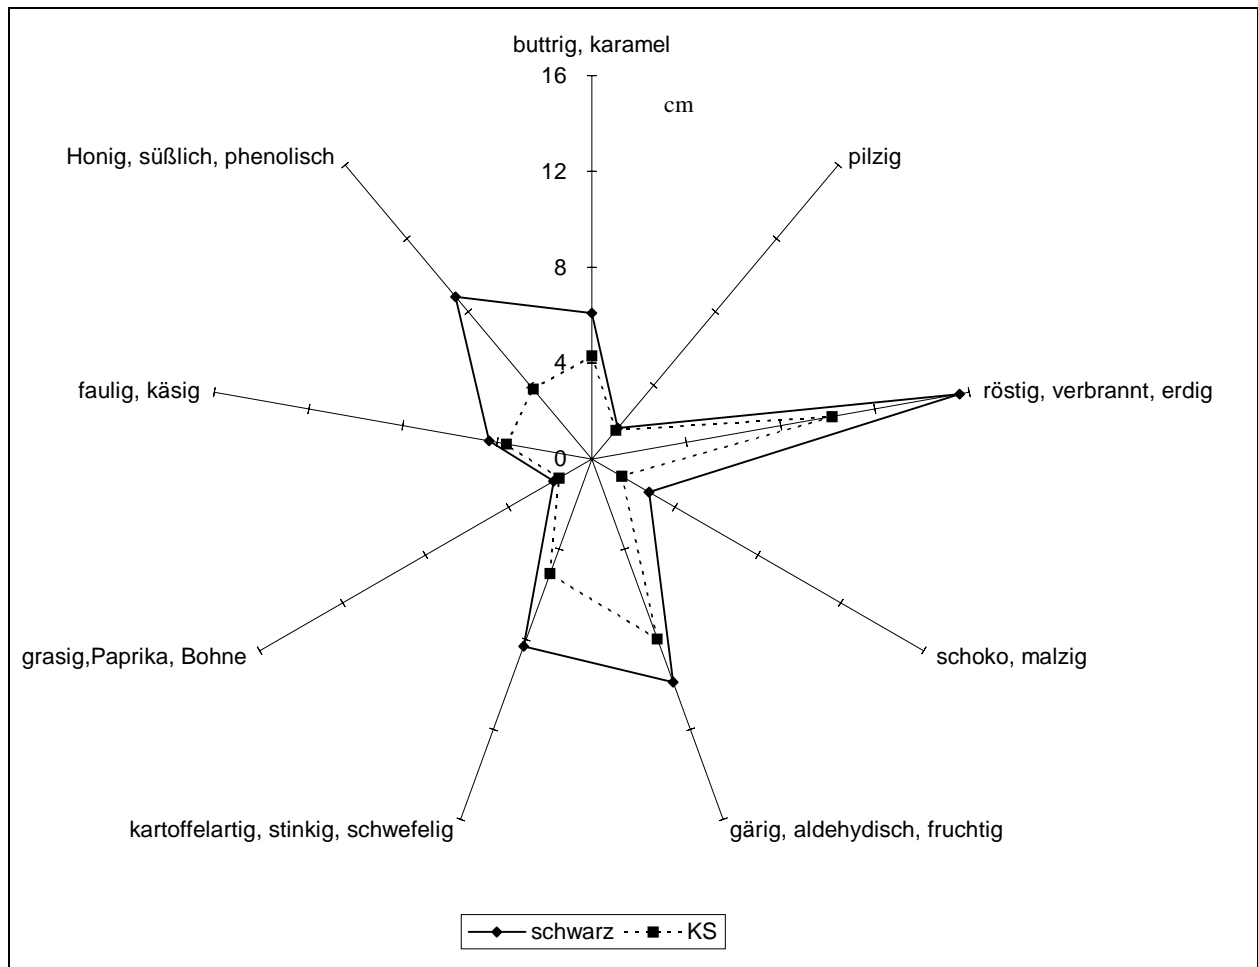 buttrig, karamel
16
cm
12
Honig, süßlich, phenolisch
pilzig
8
4
faulig, käsig
röstig, verbrannt, erdig
0
grasig,Paprika, Bohne
schoko, malzig
kartoffelartig, stinkig, schwefelig
gärig, aldehydisch, fruchtig
schwarz
KS